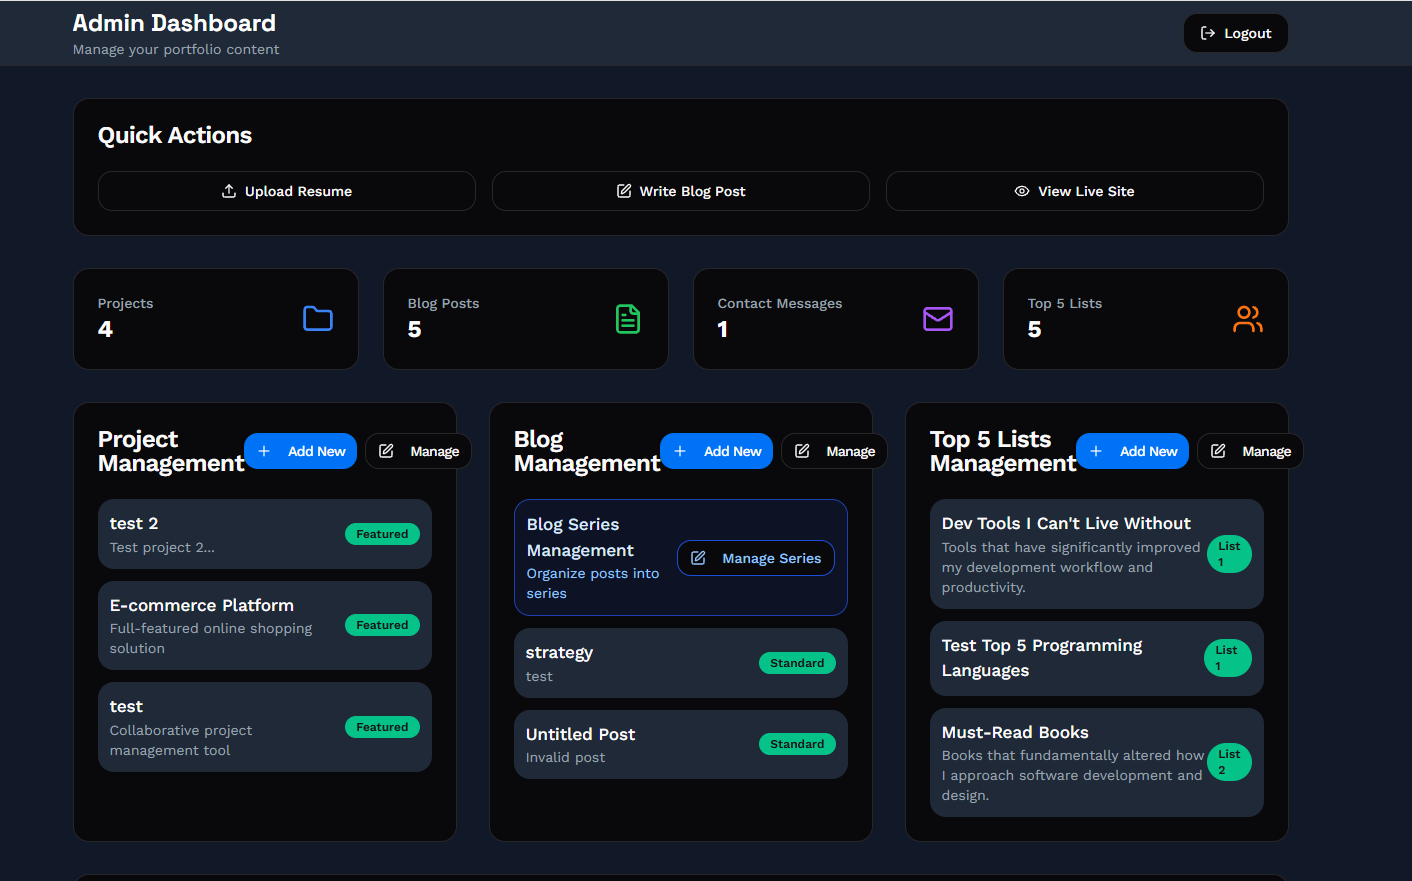 Admin Dashboard
Manage your portfolio content
Logout
Quick Actions
Upload Resume
Write Blog Post
View Live Site
Projects
4
Blog Posts
5
Contact Messages
1
Top 5 Lists
5
Project
Management
Add New
Manage
test 2
Test project 2...
Featured
E-commerce Platform
Full-featured online shopping
solution
Featured
test
Collaborative project
management tool
Featured
Blog
Management
Add New
Manage
Blog Series
Management
Organize posts into
series
Manage Series
strategy
test
Standard
Untitled Post
Invalid post
Standard
Top 5 Lists
Management
Add New
Manage
Dev Tools I Can't Live Without
Tools that have significantly improved
my development workflow and
productivity.
List
1
Test Top 5 Programming
Languages
List
1
Must-Read Books
Books that fundamentally altered how
I approach software development and
design.
List
2